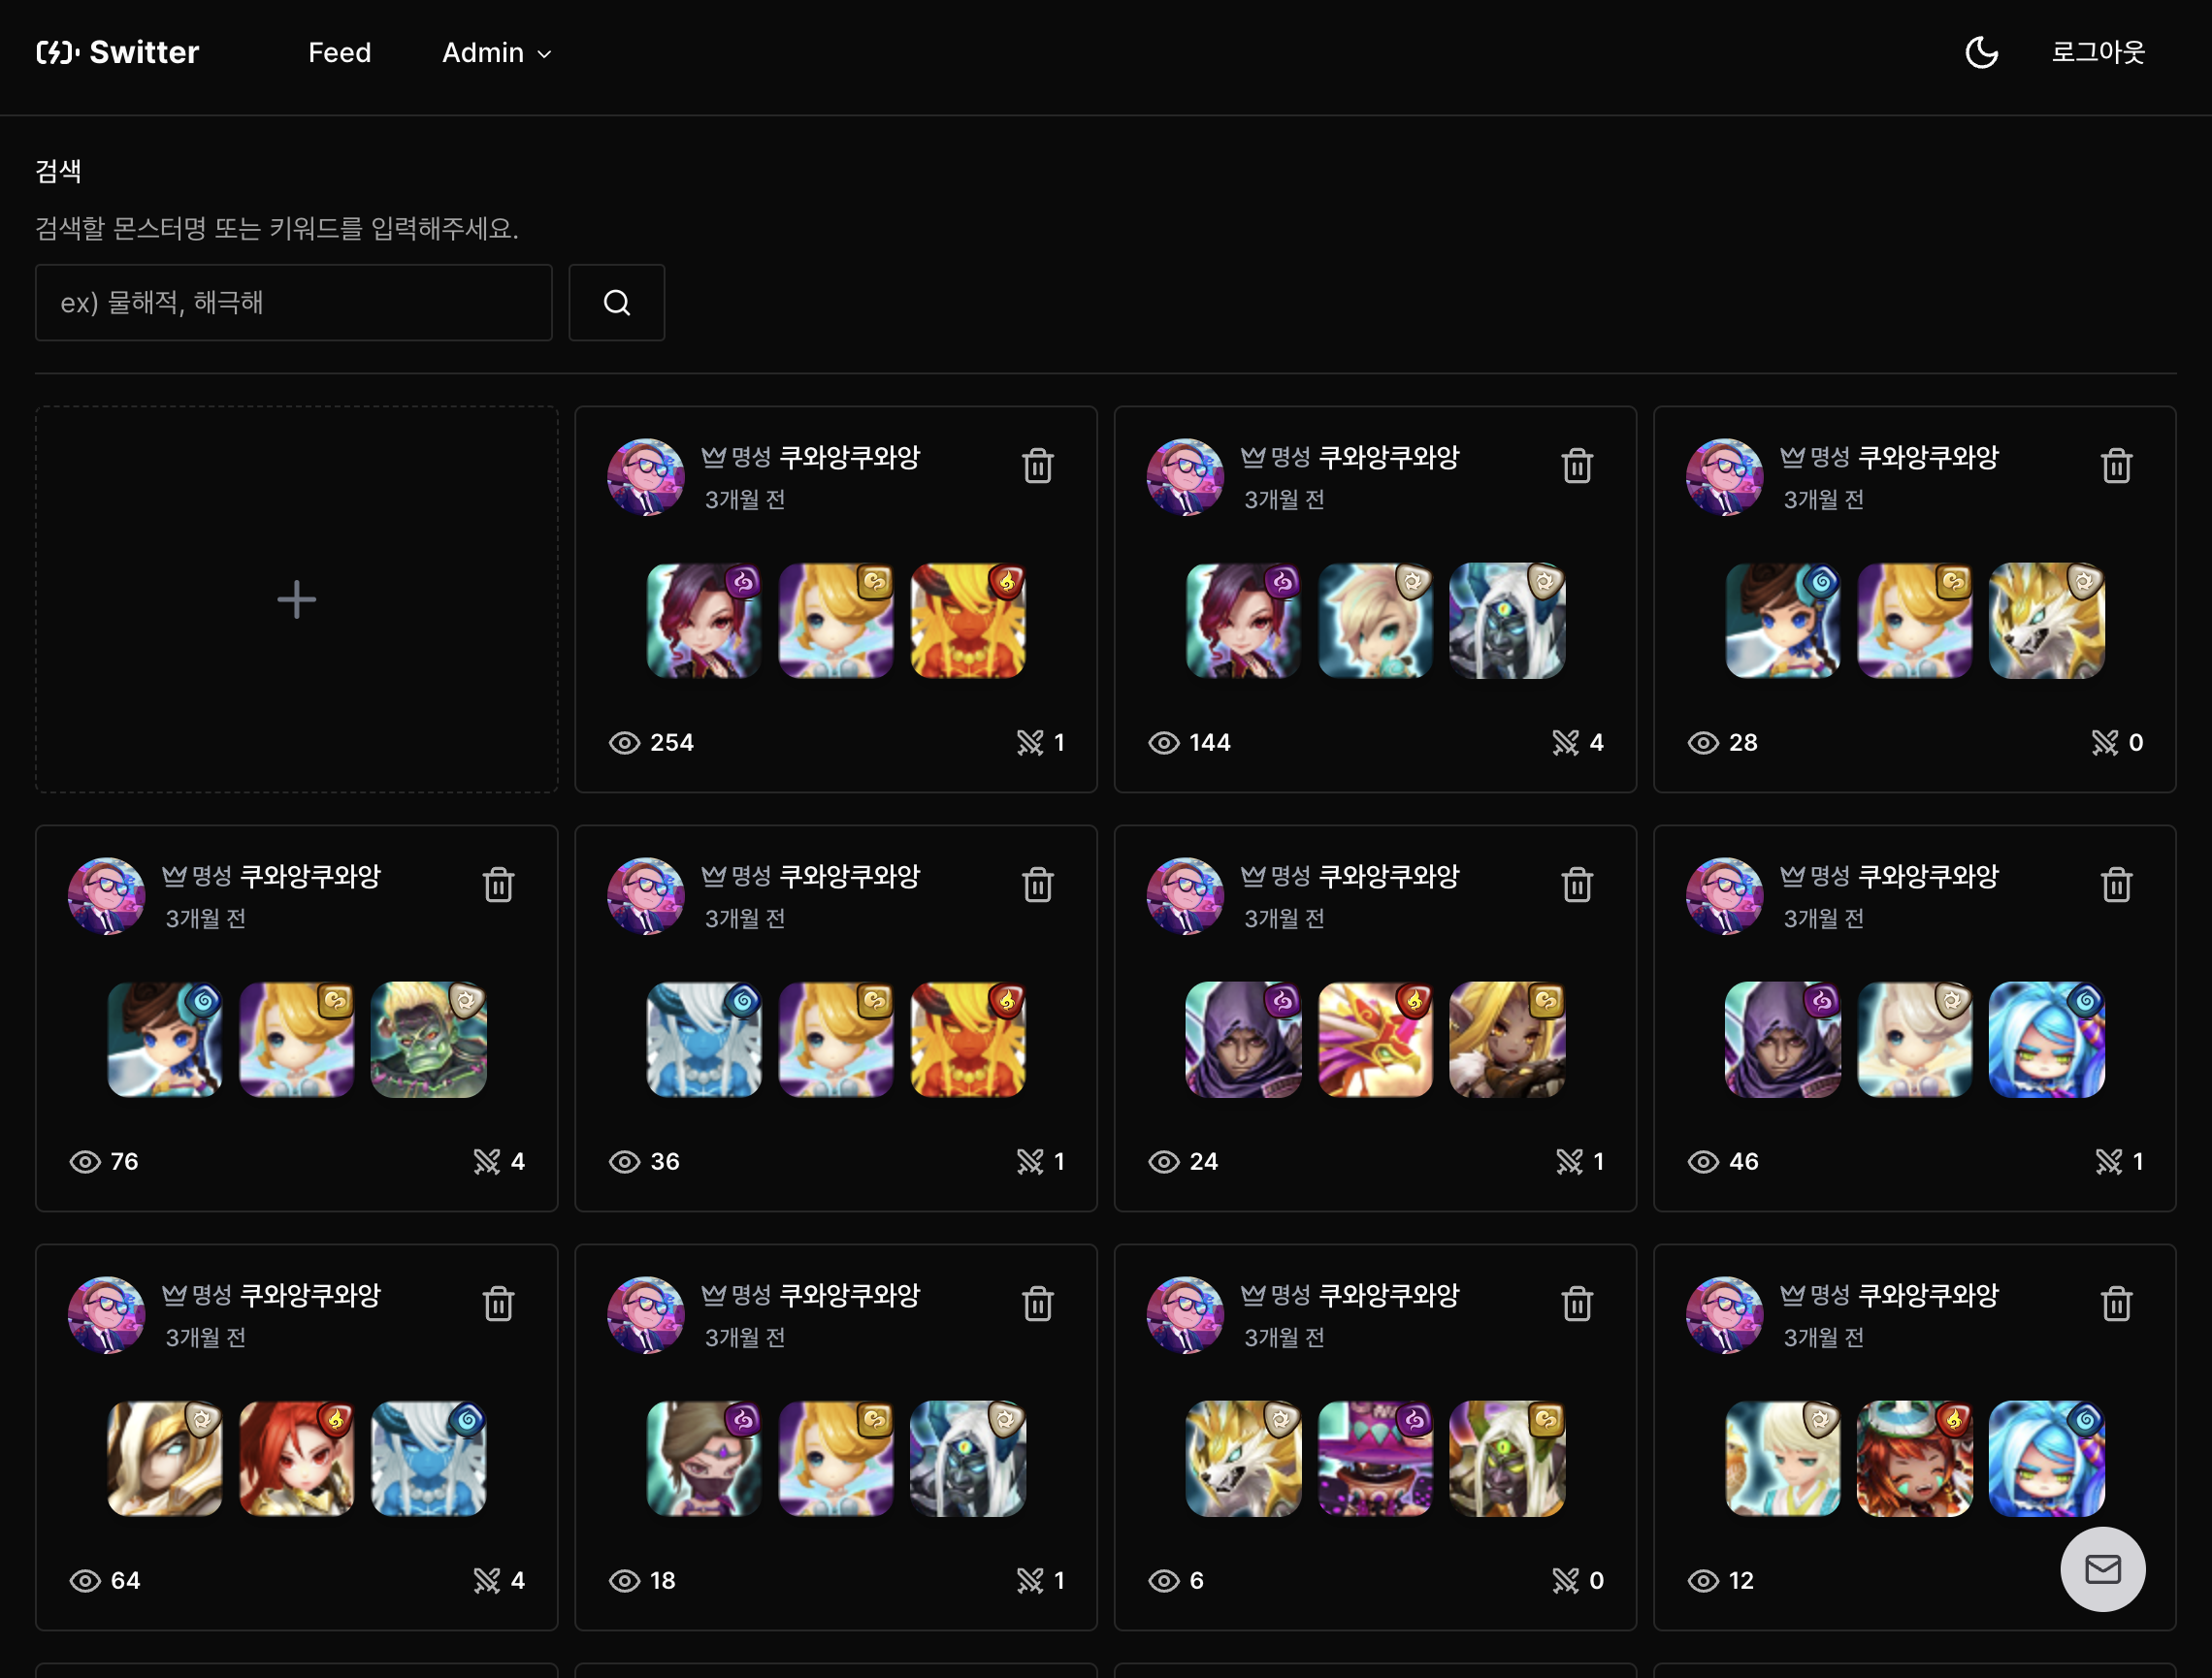 Switter
Feed
Admin
로그아웃
검색
검색할 몬스터명 또는 키워드를 입력해주세요.
ex) 물해적, 해극해
명성 쿠와앙쿠와앙
3개월 전
254
1
명성 쿠와앙쿠와앙
3개월 전
144
4
명성 쿠와앙쿠와앙
3개월 전
28
0
명성 쿠와앙쿠와앙
3개월 전
76
4
명성 쿠와앙쿠와앙
3개월 전
36
1
명성 쿠와앙쿠와앙
3개월 전
24
1
명성 쿠와앙쿠와앙
3개월 전
46
1
명성 쿠와앙쿠와앙
3개월 전
64
4
명성 쿠와앙쿠와앙
3개월 전
18
1
명성 쿠와앙쿠와앙
3개월 전
6
0
명성 쿠와앙쿠와앙
3개월 전
12